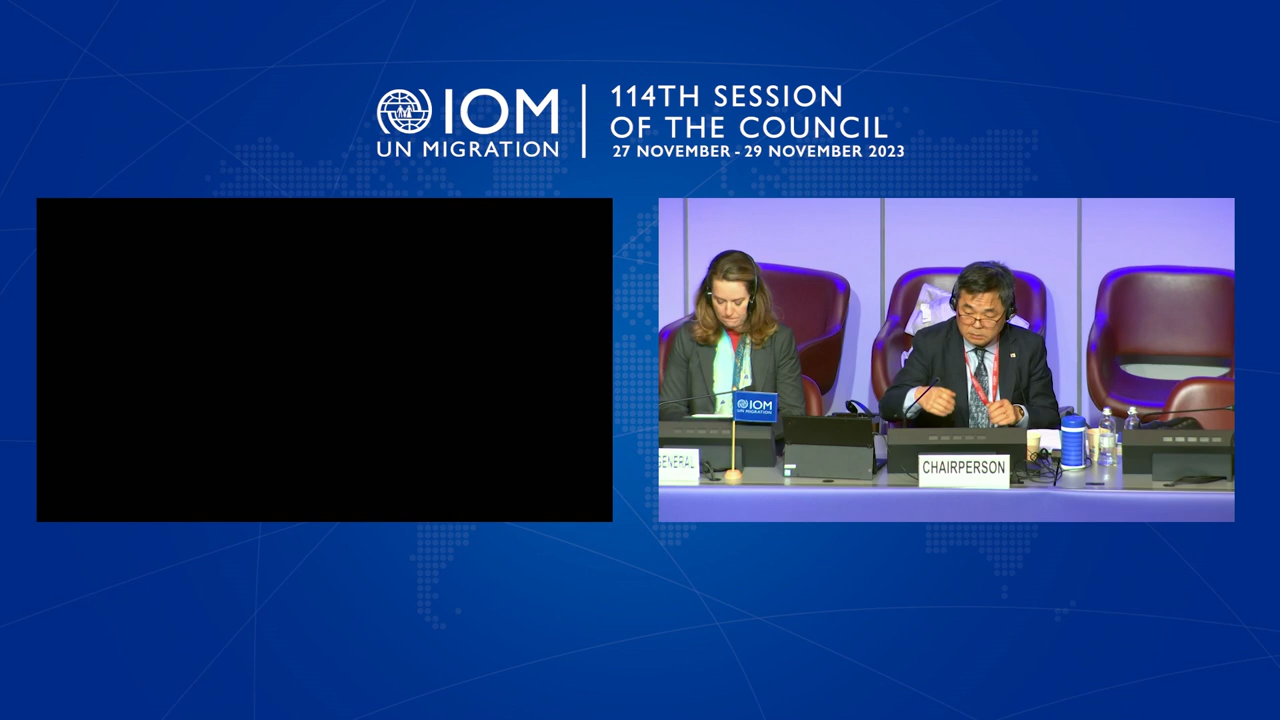 IOM
UN MIGRATION
114TH SESSION
OF THE COUNCIL
27 NOVEMBER - 29 NOVEMBER 2023
IOM
UN MIGRATION
GENERAL
CHAIRPERSON